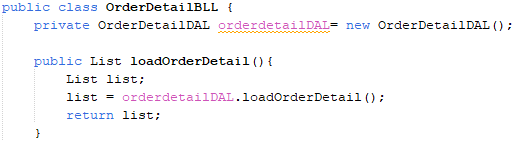 public class OrderDetailBLL {
    private OrderDetailDAL orderdetailDAL= new OrderDetailDAL();
    public List loadOrderDetail(){
        List list;
        list = orderdetailDAL.loadOrderDetail();
        return list;
    }